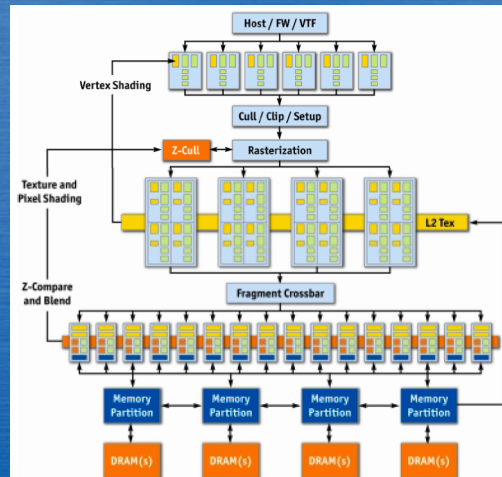 Host / FW / VTF
Vertex Shading
Cull / Clip / Setup
Z-Cull
Rasterization
Texture and
Pixel Shading
L2 Tex
Z-Compare
and Blend
Fragment Crossbar
Memory
Partition
Memory
Partition
Memory
Partition
Memory
Partition
DRAM(s)
DRAM(s)
DRAM(s)
DRAM(s)